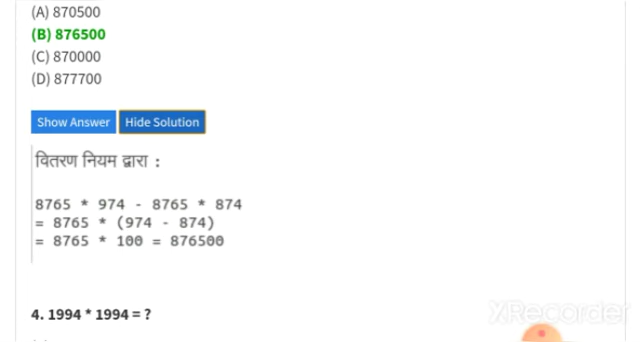 (A) 870500
(B) 876500
(C) 870000
(D) 877700
Show Answer Hide Solution
वितरण नियम द्वारा :
8765 * 974 - 8765 * 874
= 8765 * (974 - 874)
= 8765 * 100 = 876500
4. 1994 * 1994 = ?
XRecorder